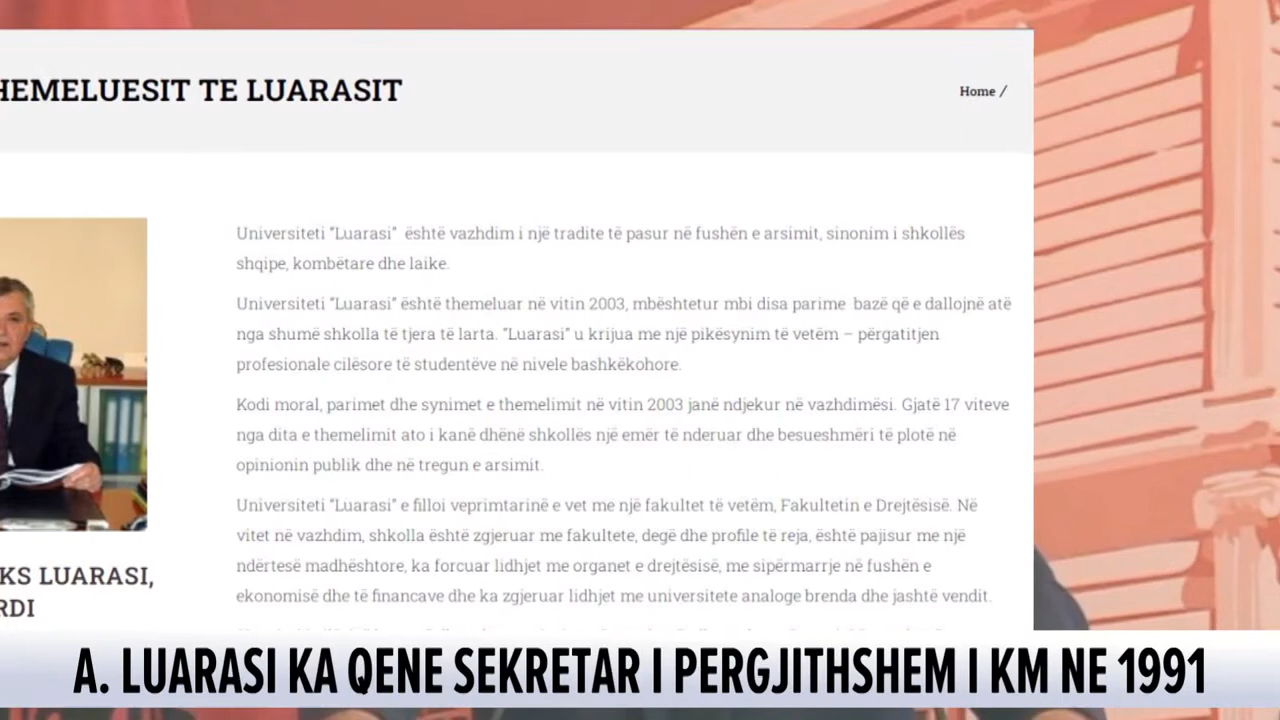 HEMELUESIT TE LUARASIT
Home /
Universiteti “Luarasi” është vazhdim i një tradite të pasur në fushën e arsimit, sinonim i shkollës
shqipe, kombëtare dhe laike.
Universiteti “Luarasi” është themeluar në vitin 2003, mbështetur mbi disa parime bazë që e dallojnë atë
nga shumë shkolla të tjera të larta. “Luarasi” u krijua me një pikësynim të vetëm – përgatitjen
profesionale cilësore të studentëve në nivele bashkëkohore.
Kodi moral, parimet dhe synimet e themelimit në vitin 2003 janë ndjekur në vazhdimësi. Gjatë 17 viteve
nga dita e themelimit ato i kanë dhënë shkollës një emër të nderuar dhe besueshmëri të plotë në
opinionin publik dhe në tregun e arsimit.
Universiteti “Luarasi” e filloi veprimtarinë e vet me një fakultet të vetëm, Fakultetin e Drejtësisë. Në
vitet në vazhdim, shkolla është zgjeruar me fakultete, degë dhe profile të reja, është pajisur me një
ndërtesë madhështore, ka forcuar lidhjet me organet e drejtësisë, me sipërmarrje në fushën e
ekonomisë dhe të financave dhe ka zgjeruar lidhjet me universitete analoge brenda dhe jashtë vendit.
KS LUARASI,
RDI
A. LUARASI KA QENE SEKRETAR I PERGJITHSHEM I KM NE 1991